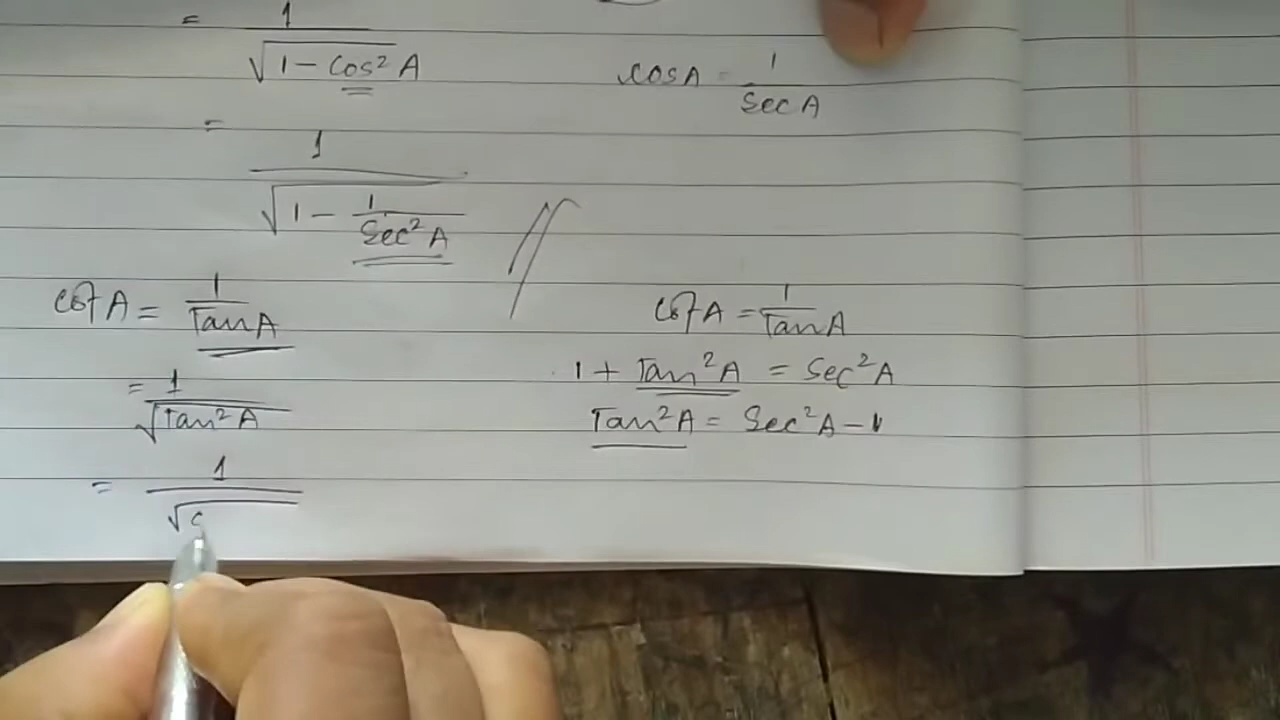 = 1/√(1 - cos² A)
cosA = 1/Sec A
= 1/√(1 - 1/Sec² A)
cot A = 1/Tan A
= 1/√(Tan² A)
= 1/√
cot A = 1/Tan A
1 + Tan² A = Sec² A
Tan² A = Sec² A - 1